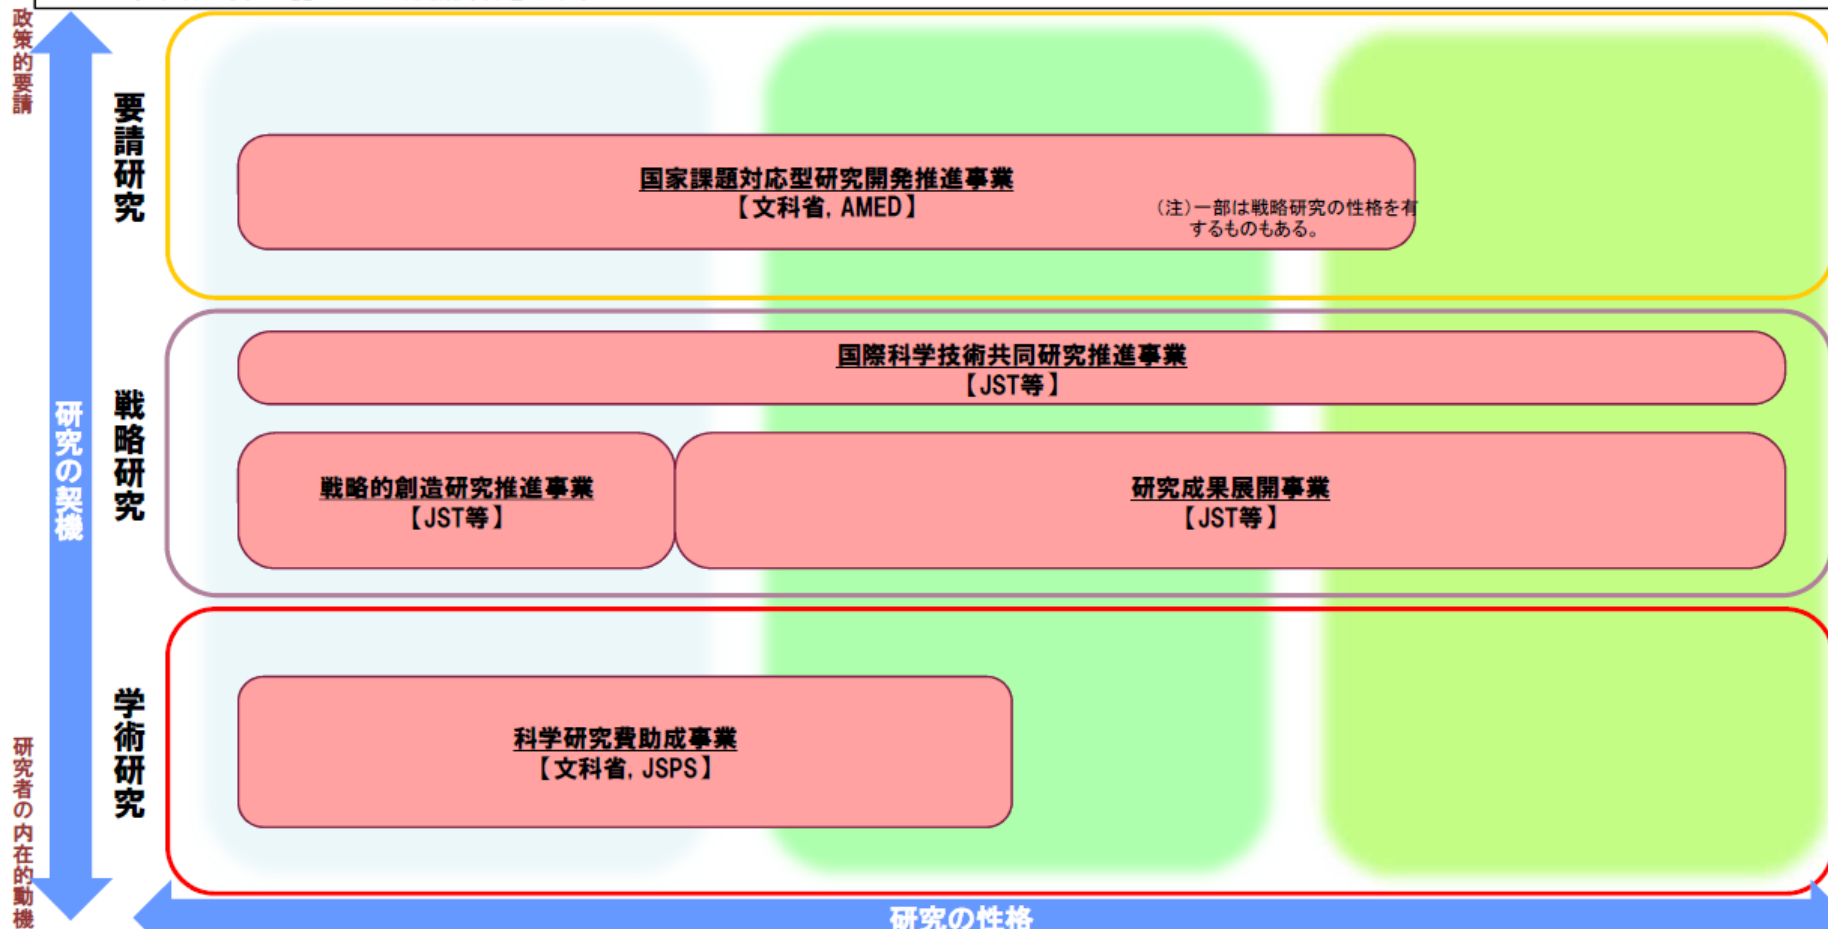 政策的要請
要請研究
国家課題対応型研究開発推進事業
【文科省, AMED】
（注）一部は戦略研究の性格を有
するものもある。
研究の契機
戦略研究
国際科学技術共同研究推進事業
【JST等】
戦略的創造研究推進事業
【JST等】
研究成果展開事業
【JST等】
学術研究
科学研究費助成事業
【文科省, JSPS】
研究者の内在的動機
研究の性格